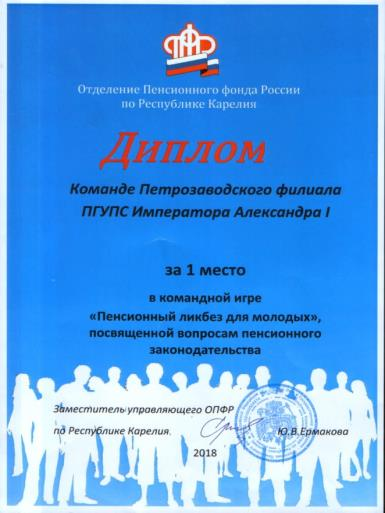 ПФР
Отделение Пенсионного фонда России
по Республике Карелия
Диплом
Команде Петрозаводского филиала
ПГУПС Императора Александра I
за 1 место
в командной игре
«Пенсионный ликбез для молодых»,
посвященной вопросам пенсионного
законодательства
Заместитель управляющего ОПФР
по Республике Карелия.
Ю.В.Ермакова
2018